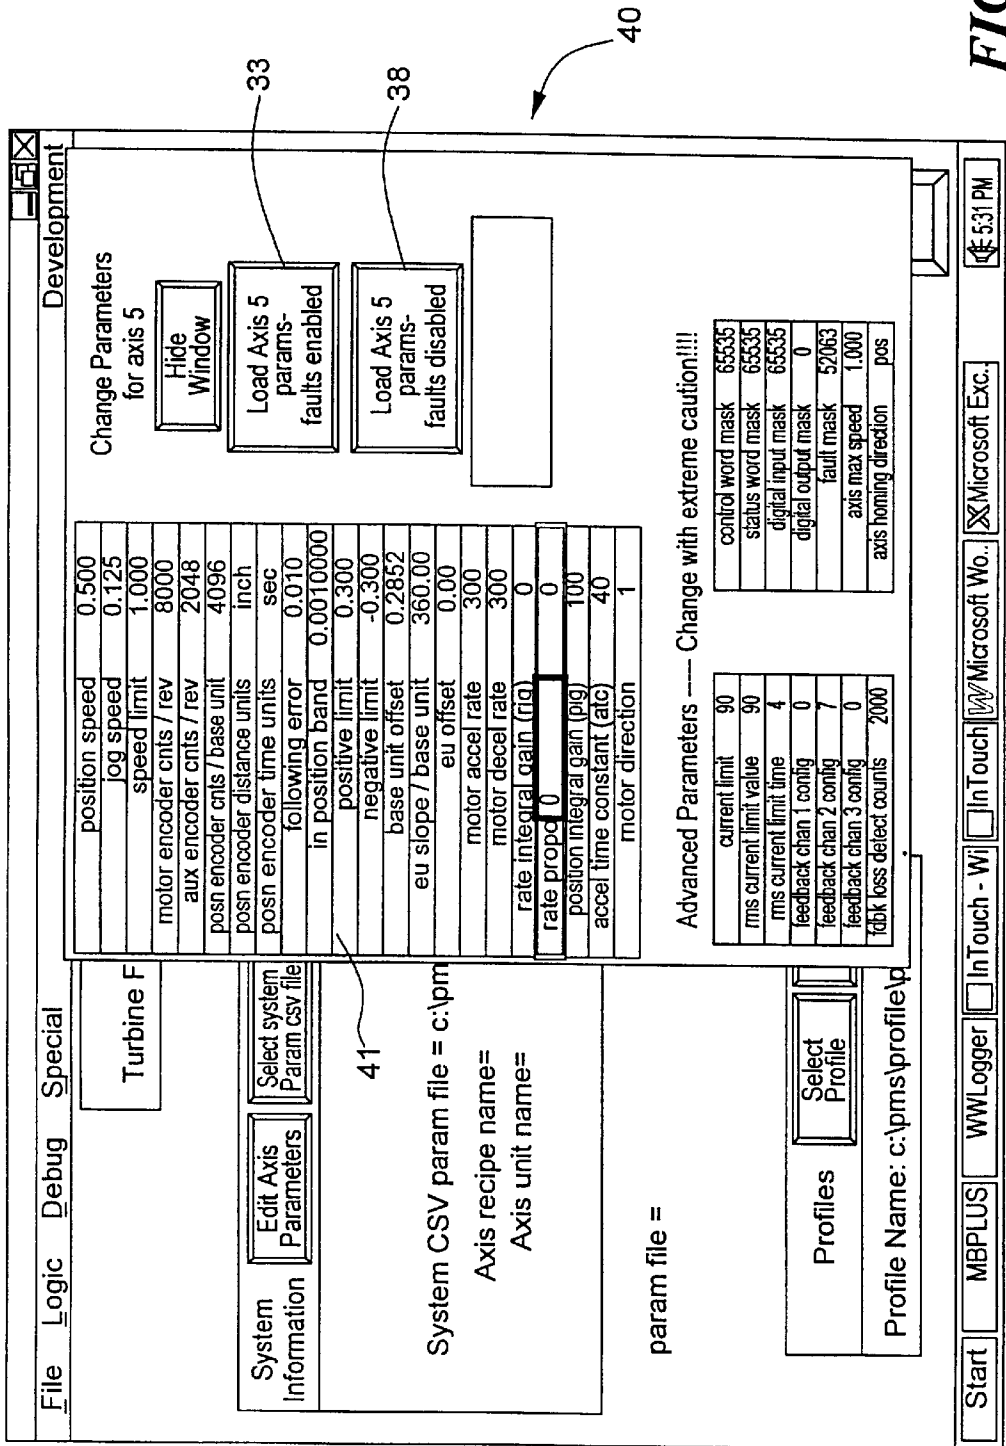 File Logic Debug Special
Development
Turbine F
System
Information
Edit Axis
Parameters
Select system
Param csv file
System CSV param file = c:\pm
Axis recipe name=
Axis unit name=
param file =
Profiles
Select
Profile
Profile Name: c:\pms\profile\p
41
position speed 0.500
jog speed 0.125
speed limit 1.000
motor encoder cnts / rev 8000
aux encoder cnts / rev 2048
posn encoder cnts / base unit 4096
posn encoder distance units inch
posn encoder time units sec
following error 0.010
in position band 0.0010000
positive limit 0.300
negative limit -0.300
base unit offset 0.2852
eu slope / base unit 360.00
eu offset 0.00
motor accel rate 300
motor decel rate 300
rate integral gain (rig) 0
rate propo 0 0
position integral gain (pig) 100
accel time constant (atc) 40
motor direction 1
Change Parameters
for axis 5
Hide
Window
Load Axis 5
params-
faults enabled
33
Load Axis 5
params-
faults disabled
38
40
Advanced Parameters ---- Change with extreme caution!!!!
current limit 90
rms current limit value 90
rms current limit time 4
feedback chan 1 config 0
feedback chan 2 config 7
feedback chan 3 config 0
fdbk loss detect counts 2000
control word mask 65535
status word mask 65535
digital input mask 65535
digital output mask 0
fault mask 52063
axis max speed 1.000
axis homing direction pos
Start MBPLUS WWLogger InTouch - Wi InTouch W Microsoft Wo.. X Microsoft Exc.. 5:31 PM
FIG